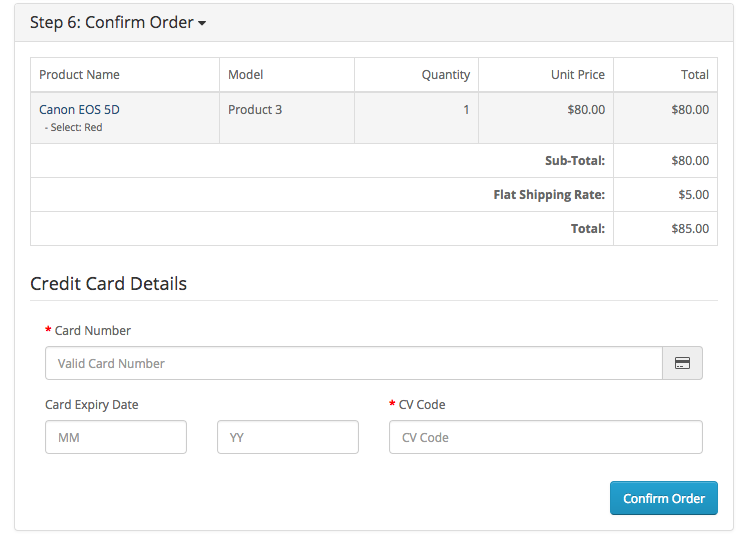 Step 6: Confirm Order
Product Name Model Quantity Unit Price Total
Canon EOS 5D Product 3 1 $80.00 $80.00
- Select: Red
Sub-Total: $80.00
Flat Shipping Rate: $5.00
Total: $85.00
Credit Card Details
* Card Number
Valid Card Number
Card Expiry Date * CV Code
MM YY CV Code
Confirm Order